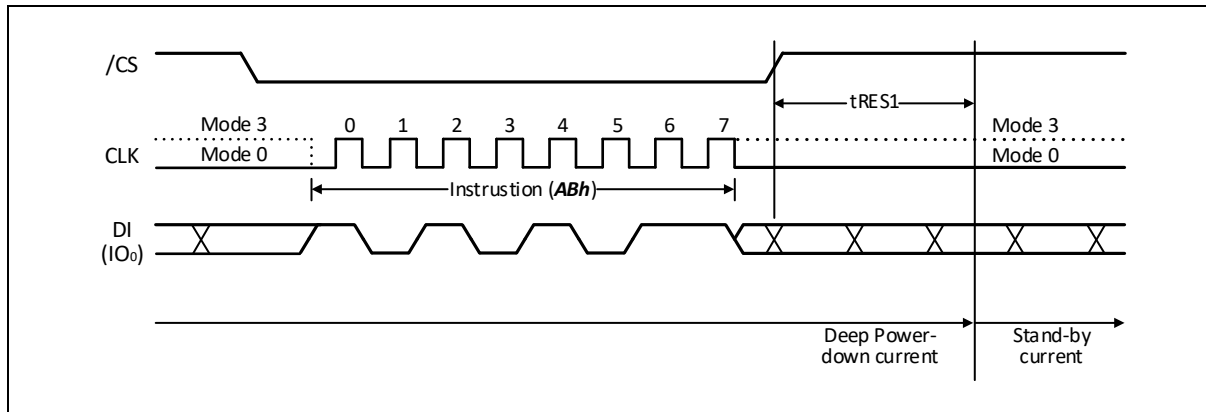 /CS
tRES1
Mode 3 0 1 2 3 4 5 6 7 Mode 3
CLK Mode 0 Mode 0
Instrustion (ABh)
DI
(IO₀)
Deep Power-
down current
Stand-by
current